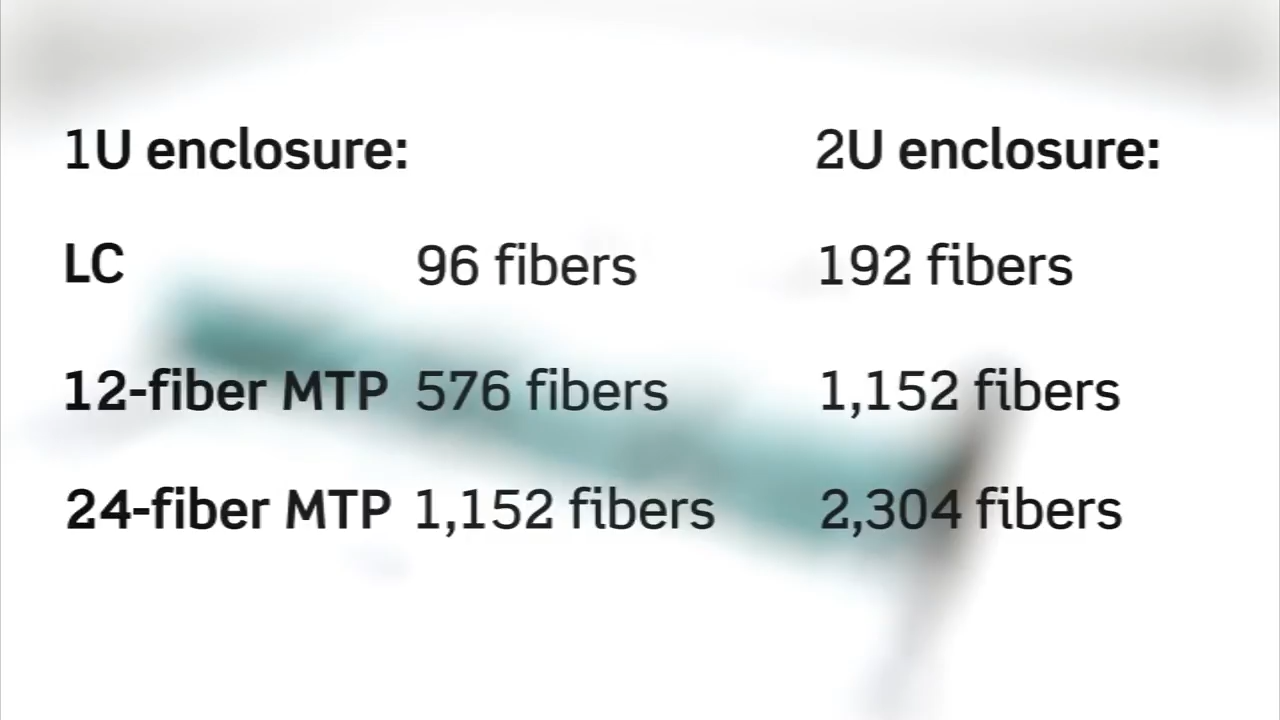 1U enclosure: 2U enclosure:
LC 96 fibers 192 fibers
12-fiber MTP 576 fibers 1,152 fibers
24-fiber MTP 1,152 fibers 2,304 fibers